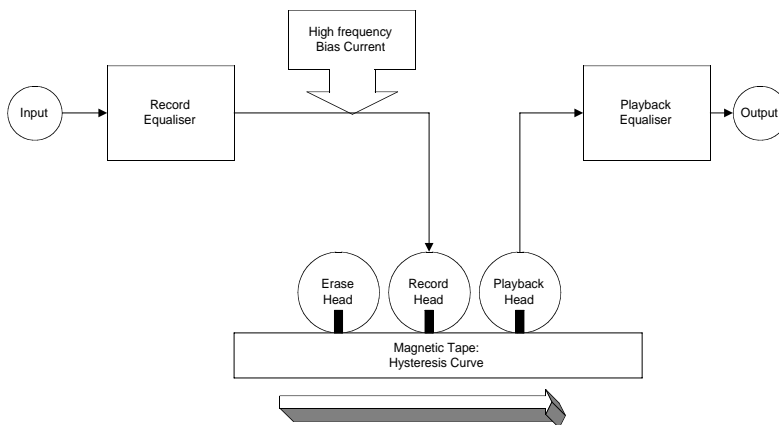 High frequency
Bias Current
Input
Record
Equaliser
Playback
Equaliser
Output
Erase
Head
Record
Head
Playback
Head
Magnetic Tape:
Hysteresis Curve